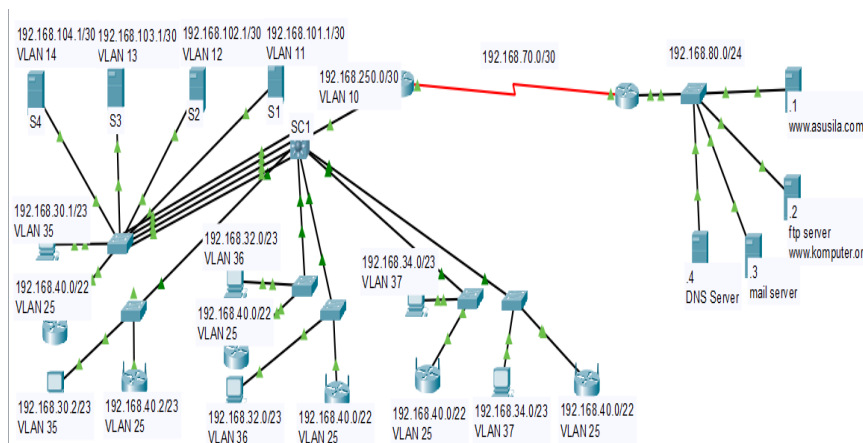 192.168.104.1/30
VLAN 14
192.168.103.1/30
VLAN 13
192.168.102.1/30
VLAN 12
192.168.101.1/30
VLAN 11
192.168.250.0/30
VLAN 10
192.168.70.0/30
192.168.80.0/24
S4
S3
S2
S1
SC1
.1
www.asusila.com
.2
ftp server
www.komputer.or
.3
mail server
.4
DNS Server
192.168.30.1/23
VLAN 35
192.168.40.0/22
VLAN 25
192.168.32.0/23
VLAN 36
192.168.40.0/22
VLAN 25
192.168.34.0/23
VLAN 37
192.168.30.2/23
VLAN 35
192.168.40.2/23
VLAN 25
192.168.32.0/23
VLAN 36
192.168.40.0/22
VLAN 25
192.168.40.0/22
VLAN 25
192.168.34.0/23
VLAN 37
192.168.40.0/22
VLAN 25